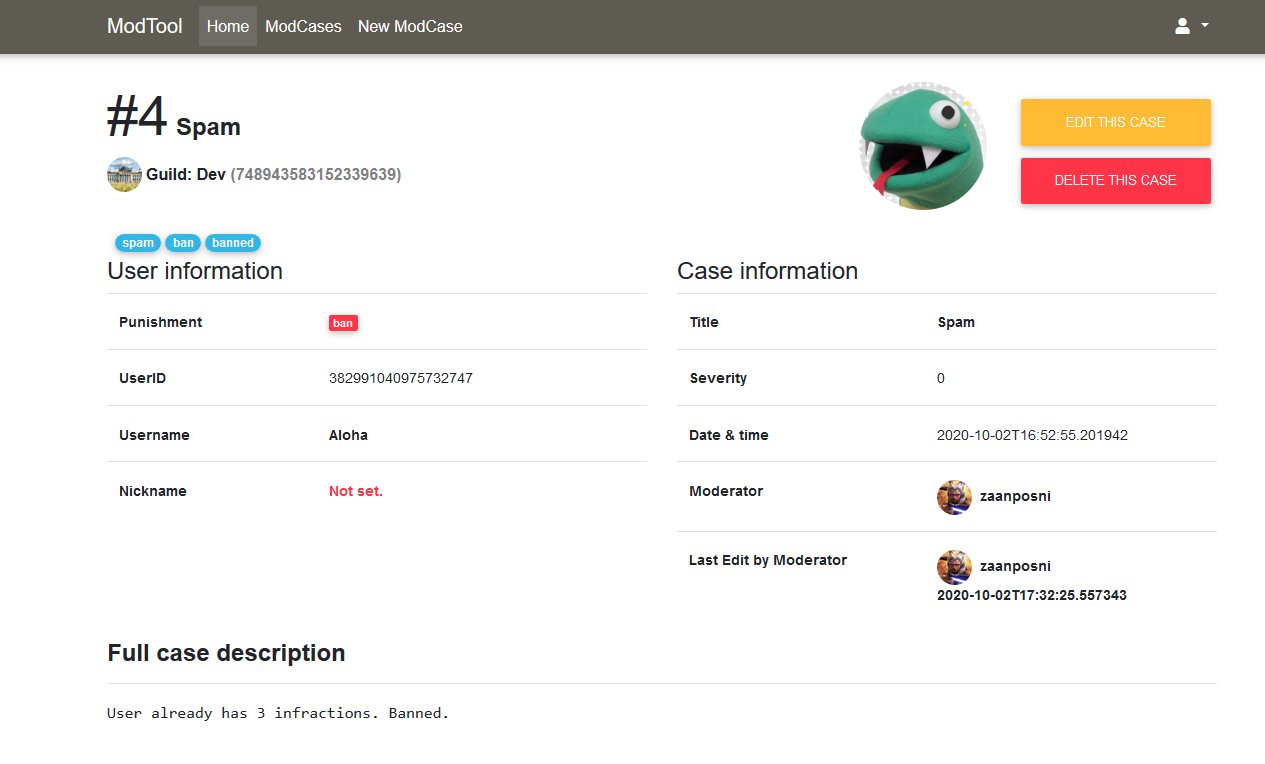 ModTool Home ModCases New ModCase
#4 Spam
Guild: Dev (748943583152339639)
EDIT THIS CASE
DELETE THIS CASE
spam ban banned
User information
Punishment ban
UserID 382991040975732747
Username Aloha
Nickname Not set.
Case information
Title Spam
Severity 0
Date & time 2020-10-02T16:52:55.201942
Moderator zaanposni
Last Edit by Moderator zaanposni
2020-10-02T17:32:25.557343
Full case description
User already has 3 infractions. Banned.